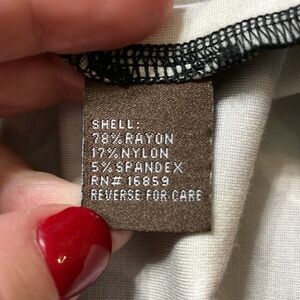 SHELL:
78% RAYON
17% NYLON
5% SPANDEX
RN# 16859
REVERSE FOR CARE